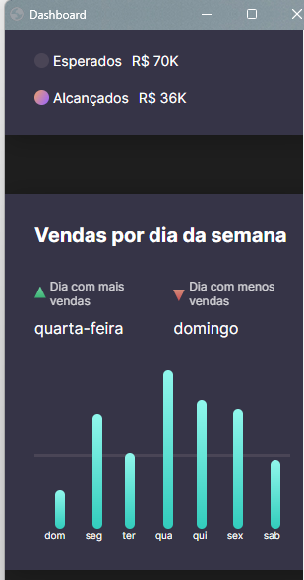 Dashboard
Esperados R$ 70K
Alcançados R$ 36K
Vendas por dia da semana
Dia com mais
vendas
quarta-feira
Dia com menos
vendas
domingo
dom seg ter qua qui sex sab